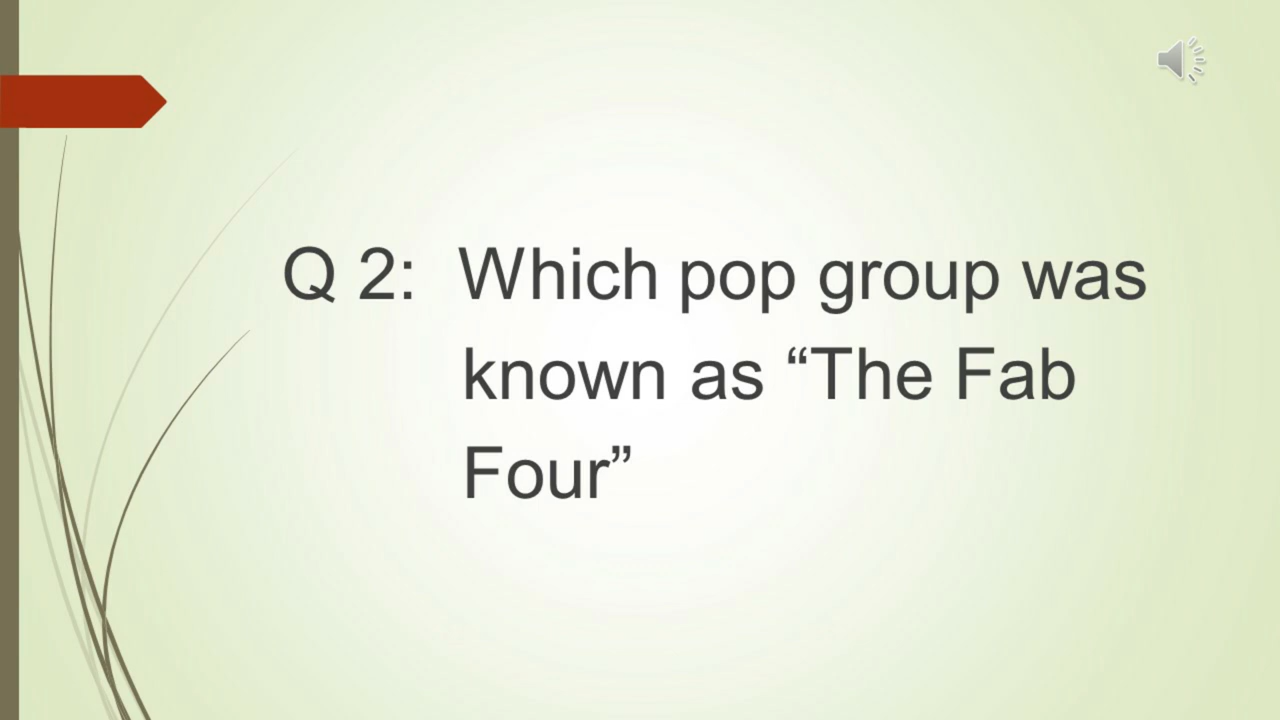 Q 2: Which pop group was
known as “The Fab
Four”